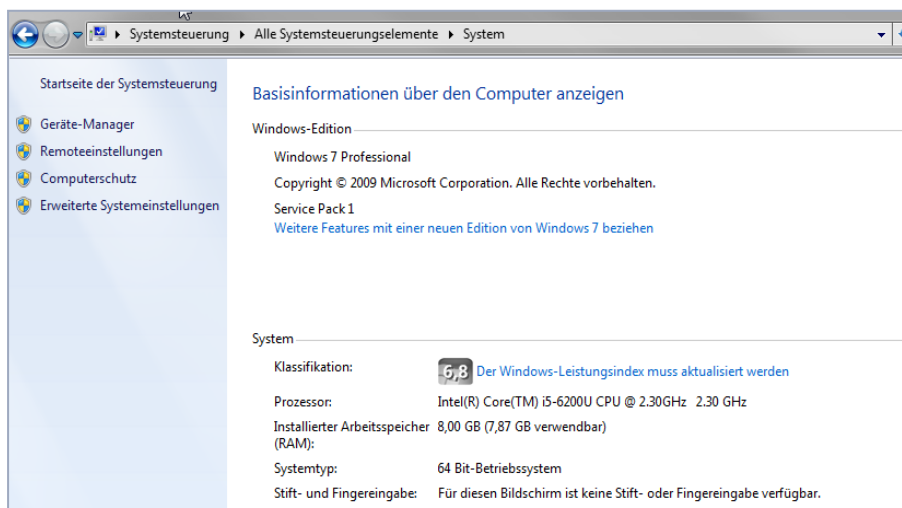 Systemsteuerung ▸ Alle Systemsteuerungselemente ▸ System
Startseite der Systemsteuerung
Geräte-Manager
Remoteeinstellungen
Computerschutz
Erweiterte Systemeinstellungen
Basisinformationen über den Computer anzeigen
Windows-Edition
Windows 7 Professional
Copyright © 2009 Microsoft Corporation. Alle Rechte vorbehalten.
Service Pack 1
Weitere Features mit einer neuen Edition von Windows 7 beziehen
System
Klassifikation: 6,8 Der Windows-Leistungsindex muss aktualisiert werden
Prozessor: Intel(R) Core(TM) i5-6200U CPU @ 2.30GHz 2.30 GHz
Installierter Arbeitsspeicher 8,00 GB (7,87 GB verwendbar)
(RAM):
Systemtyp: 64 Bit-Betriebssystem
Stift- und Fingereingabe: Für diesen Bildschirm ist keine Stift- oder Fingereingabe verfügbar.